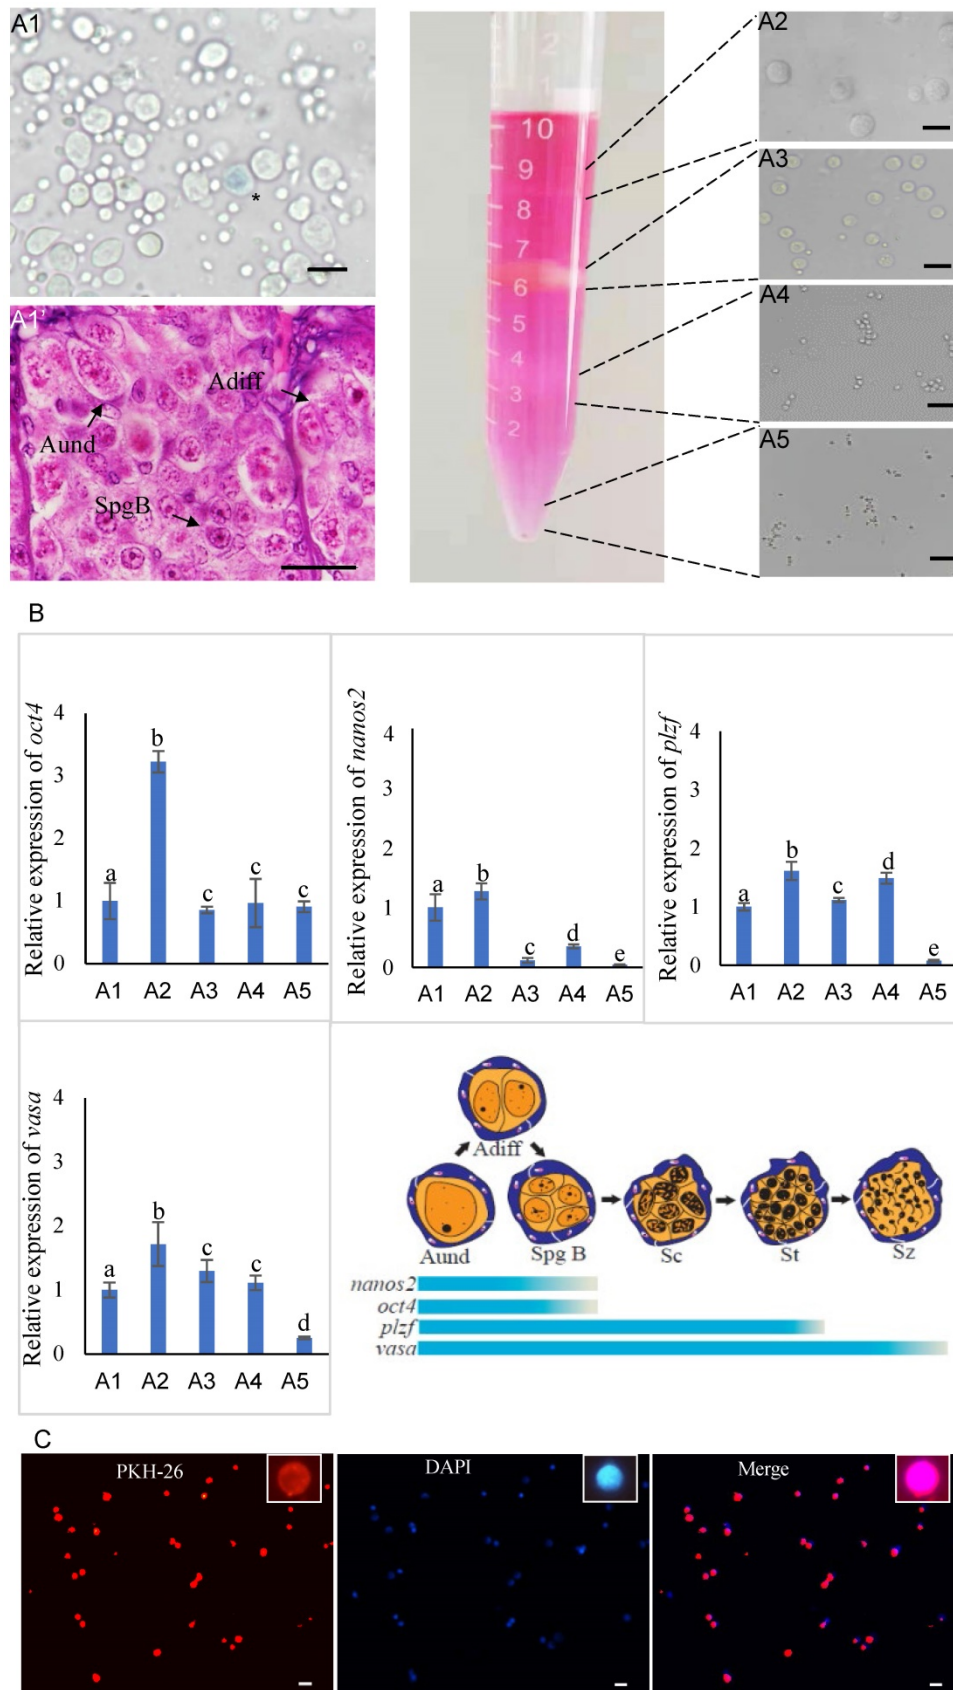 A1
*
A1'
Adiff
Aund
SpgB
2
1
10
9
8
7
6
5
4
3
2
A2
A3
A4
A5
B
Relative expression of oct4
4
3
2
1
0
a
b
c
c
c
A1 A2 A3 A4 A5
Relative expression of nanos2
4
3
2
1
0
a
b
c
d
e
A1 A2 A3 A4 A5
Relative expression of plzf
4
3
2
1
0
a
b
c
d
e
A1 A2 A3 A4 A5
Relative expression of vasa
4
3
2
1
0
a
b
c
c
d
A1 A2 A3 A4 A5
Adiff
Aund
Spg B
Sc
St
Sz
nanos2
oct4
plzf
vasa
C
PKH-26
DAPI
Merge